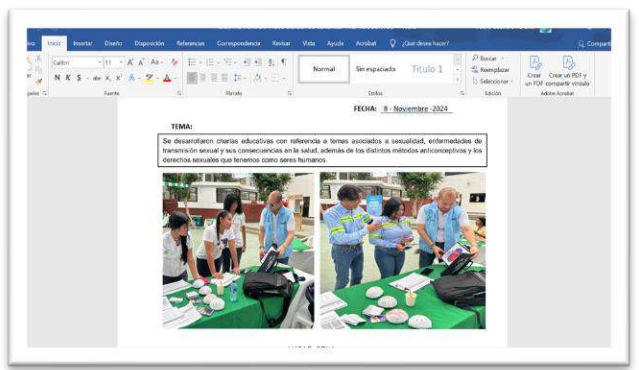 Inicio Insertar Diseño Disposición Referencias Correspondencia Revisar Vista Ayuda Acrobat ¿Qué desea hacer?
Calibri 11
N K S abc
Fuente Párrafo Estilos Edición Adobe Acrobat
Normal Sin espaciado Título 1
Buscar
Reemplazar
Seleccionar
Crear un PDF
Crear un PDF y compartir vínculo
FECHA: 8 - Noviembre -2024
TEMA:
Se desarrollaron charlas educativas con referencia a temas asociados a sexualidad, enfermedades de
transmisión sexual y sus consecuencias en la salud, además de los distintos métodos anticonceptivos y los
derechos sexuales que tenemos como seres humanos.